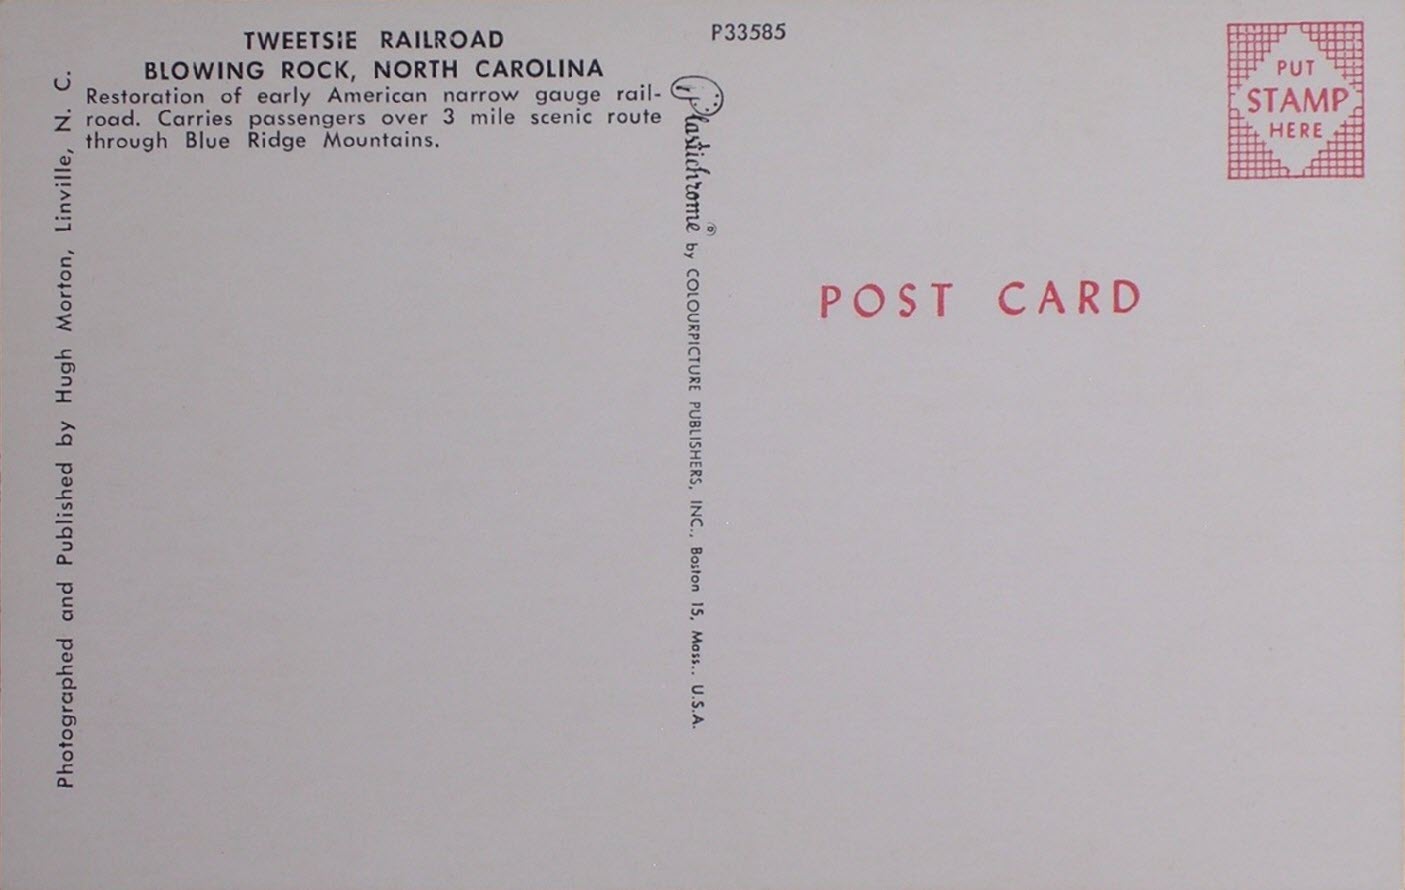 TWEETSIE RAILROAD
BLOWING ROCK, NORTH CAROLINA
Restoration of early American narrow gauge rail-
road. Carries passengers over 3 mile scenic route
through Blue Ridge Mountains.
Photographed and Published by Hugh Morton, Linville, N. C.
P33585
Plastichrome ® by COLOURPICTURE PUBLISHERS, INC., Boston 15, Mass., U.S.A.
PUT
STAMP
HERE
POST CARD